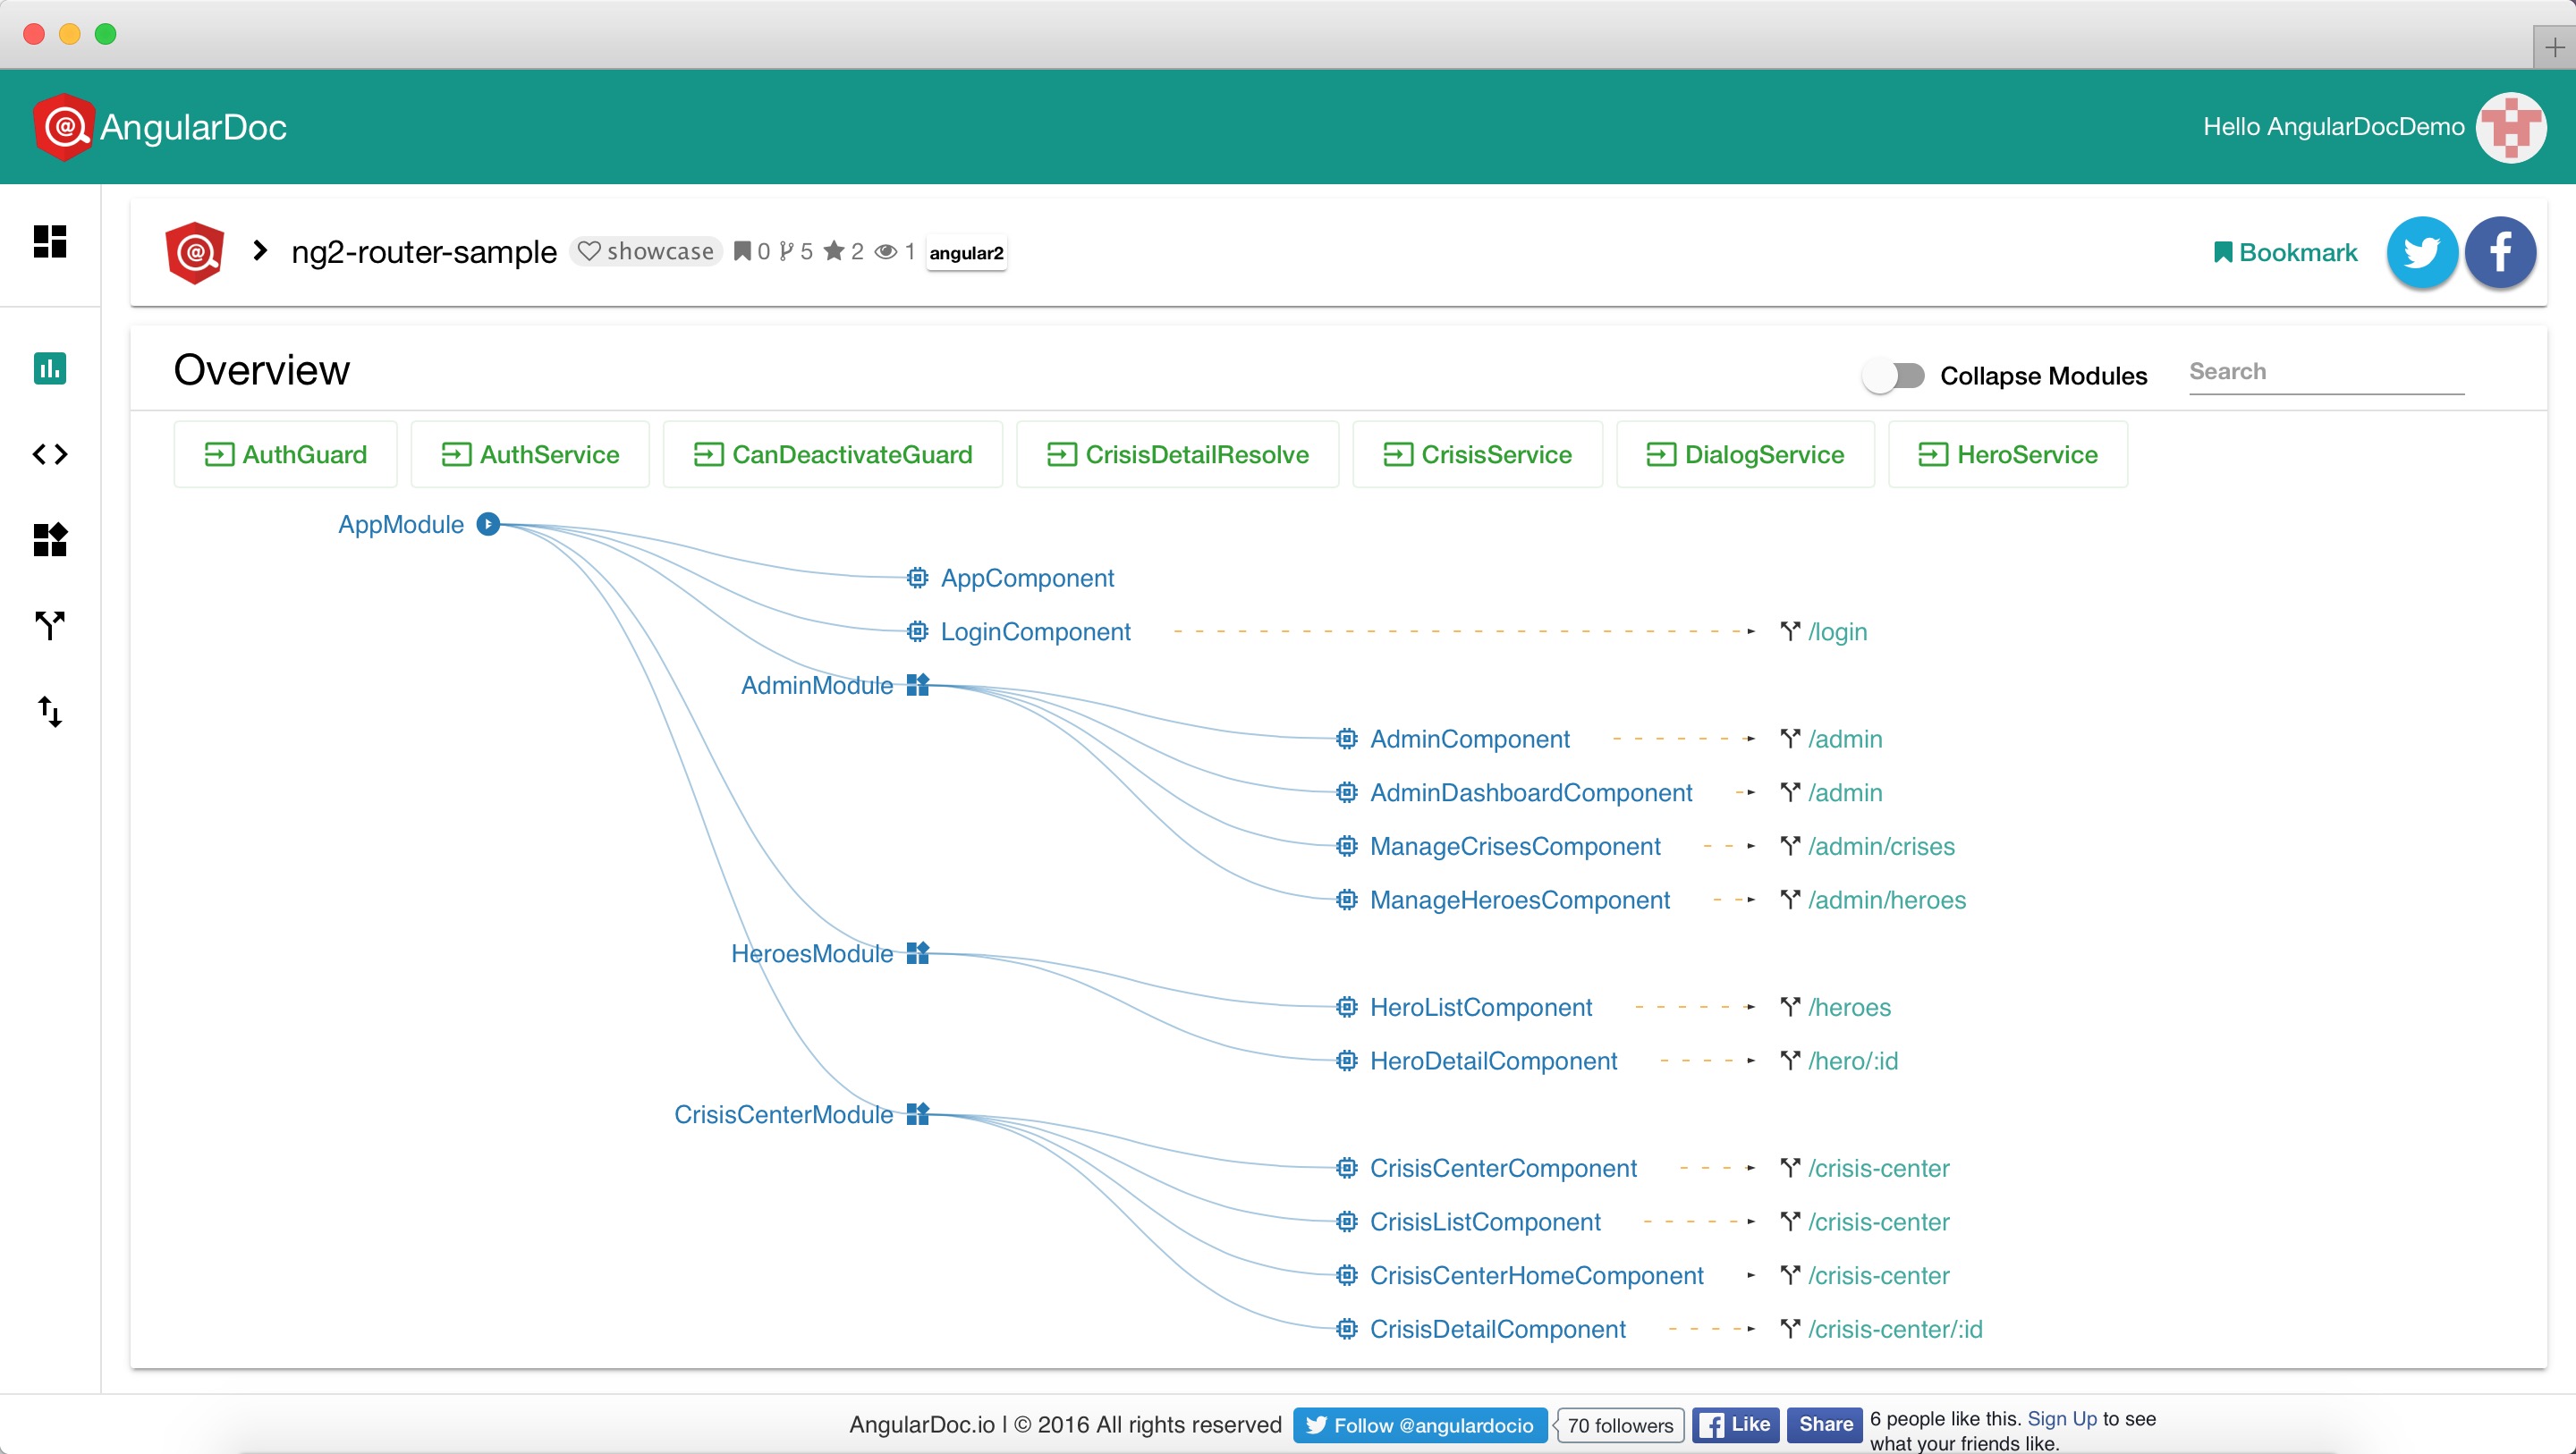 AngularDoc
Hello AngularDocDemo
ng2-router-sample showcase 0 5 2 1 angular2
Bookmark
Overview
Collapse Modules
Search
AuthGuard AuthService CanDeactivateGuard CrisisDetailResolve CrisisService DialogService HeroService
AppModule
AppComponent
LoginComponent /login
AdminModule
AdminComponent /admin
AdminDashboardComponent /admin
ManageCrisesComponent /admin/crises
ManageHeroesComponent /admin/heroes
HeroesModule
HeroListComponent /heroes
HeroDetailComponent /hero/:id
CrisisCenterModule
CrisisCenterComponent /crisis-center
CrisisListComponent /crisis-center
CrisisCenterHomeComponent /crisis-center
CrisisDetailComponent /crisis-center/:id
AngularDoc.io | © 2016 All rights reserved Follow @angulardocio 70 followers Like Share 6 people like this. Sign Up to see
what your friends like.